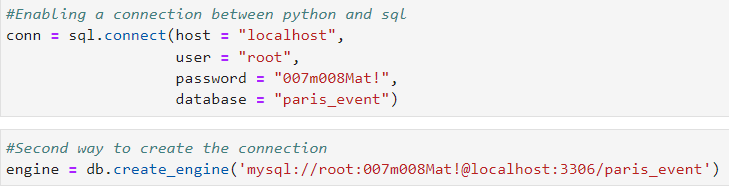 #Enabling a connection between python and sql
conn = sql.connect(host = "localhost",
user = "root",
password = "007m008Mat!",
database = "paris_event")
#Second way to create the connection
engine = db.create_engine('mysql://root:007m008Mat!@localhost:3306/paris_event')